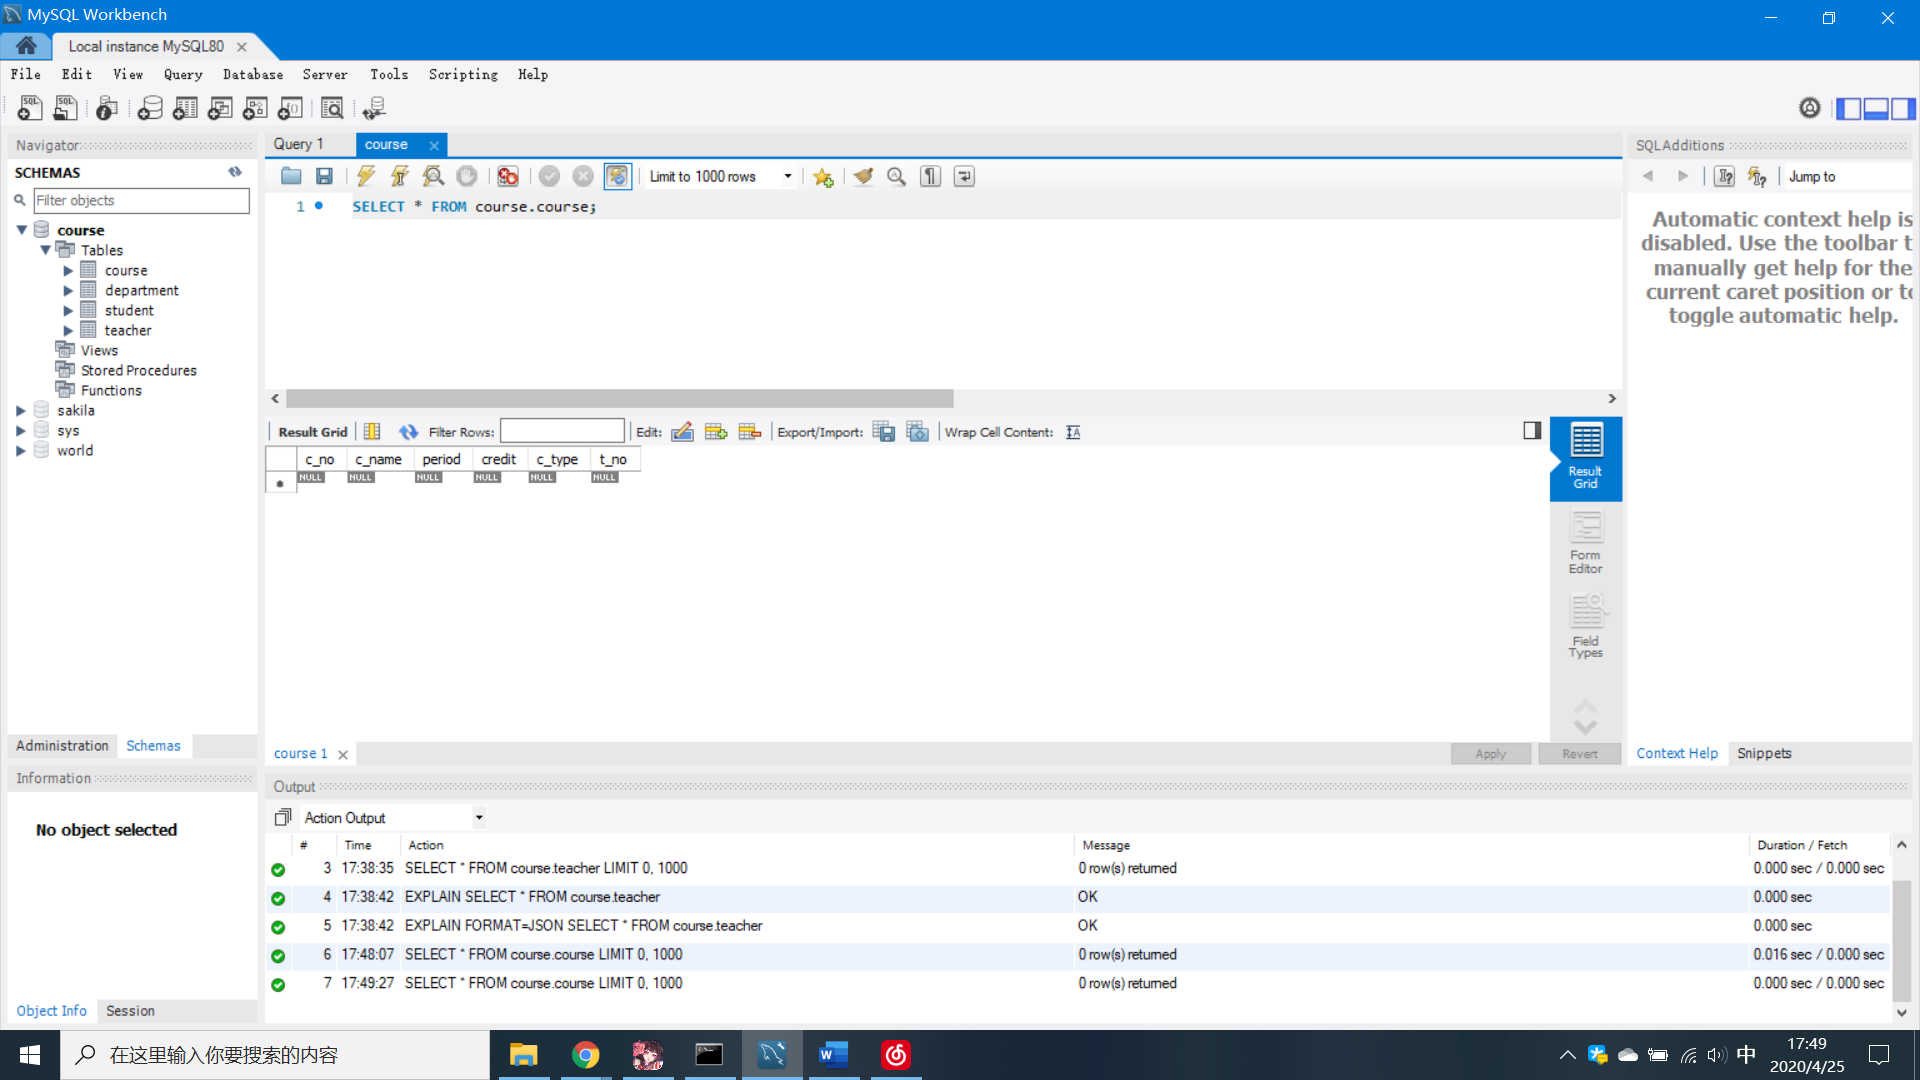 MySQL Workbench
Local instance MySQL80
File Edit View Query Database Server Tools Scripting Help
Navigator
SCHEMAS
Filter objects
course
Tables
course
department
student
teacher
Views
Stored Procedures
Functions
sakila
sys
world
Administration Schemas
Information
No object selected
Object Info Session
Query 1 course
Limit to 1000 rows
1 SELECT * FROM course.course;
Result Grid Filter Rows: Edit: Export/Import: Wrap Cell Content:
c_no c_name period credit c_type t_no
NULL NULL NULL NULL NULL NULL
Result
Grid
Form
Editor
Field
Types
course 1 Apply Revert
SQLAdditions
Jump to
Automatic context help is
disabled. Use the toolbar t
manually get help for the
current caret position or to
toggle automatic help.
Context Help Snippets
Output
Action Output
# Time Action Message Duration / Fetch
3 17:38:35 SELECT * FROM course.teacher LIMIT 0, 1000 0 row(s) returned 0.000 sec / 0.000 sec
4 17:38:42 EXPLAIN SELECT * FROM course.teacher OK 0.000 sec
5 17:38:42 EXPLAIN FORMAT=JSON SELECT * FROM course.teacher OK 0.000 sec
6 17:48:07 SELECT * FROM course.course LIMIT 0, 1000 0 row(s) returned 0.016 sec / 0.000 sec
7 17:49:27 SELECT * FROM course.course LIMIT 0, 1000 0 row(s) returned 0.000 sec / 0.000 sec
在这里输入你要搜索的内容
中
17:49
2020/4/25